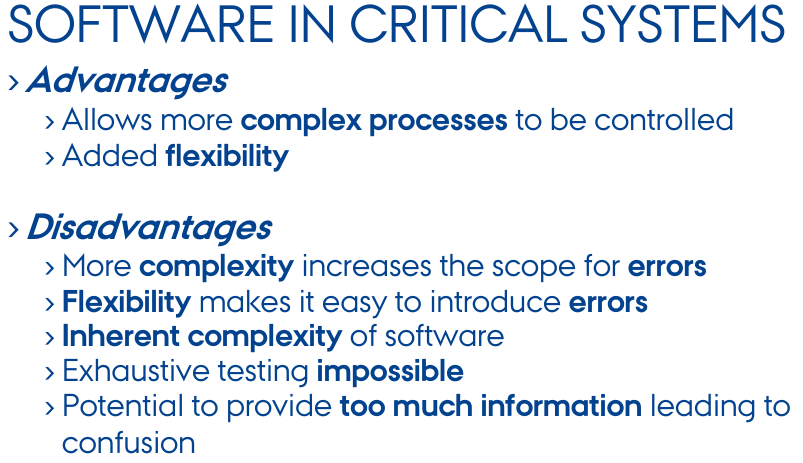 SOFTWARE IN CRITICAL SYSTEMS
› Advantages
› Allows more complex processes to be controlled
› Added flexibility
› Disadvantages
› More complexity increases the scope for errors
› Flexibility makes it easy to introduce errors
› Inherent complexity of software
› Exhaustive testing impossible
› Potential to provide too much information leading to
confusion